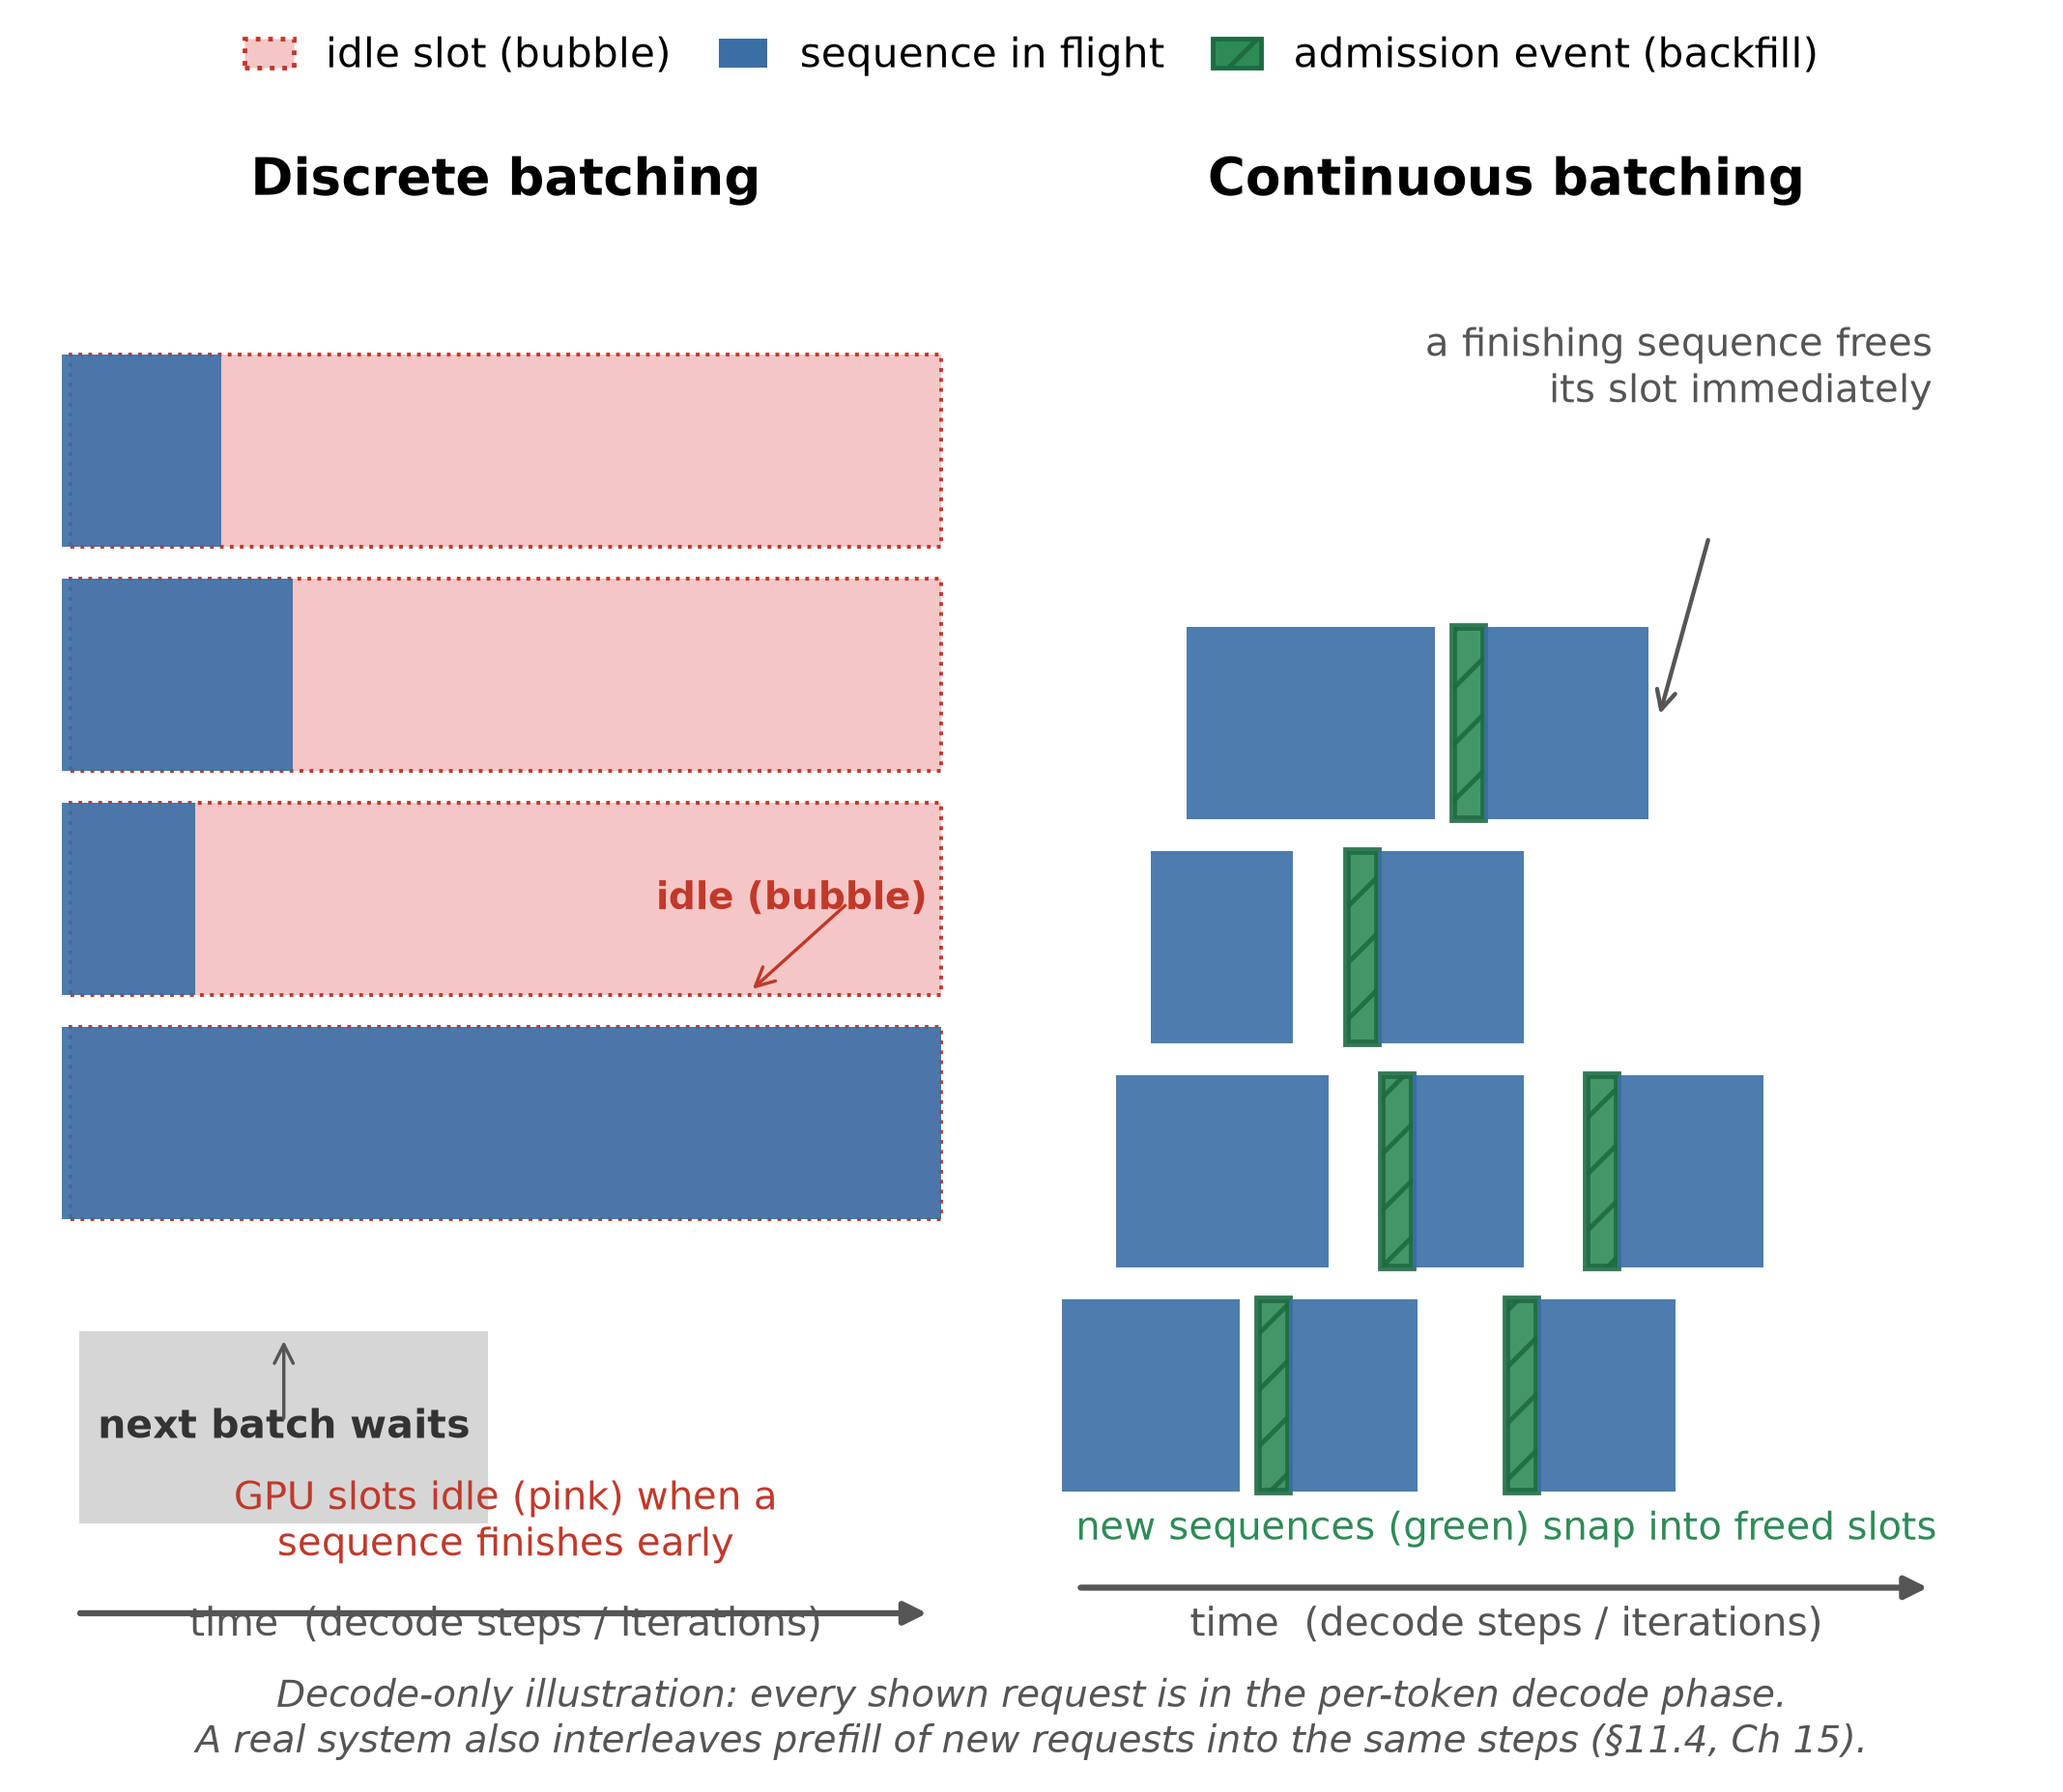 idle slot (bubble)
sequence in flight
admission event (backfill)
Discrete batching
Continuous batching
a finishing sequence frees
its slot immediately
idle (bubble)
next batch waits
GPU slots idle (pink) when a
sequence finishes early
new sequences (green) snap into freed slots
time (decode steps / iterations)
time (decode steps / iterations)
Decode-only illustration: every shown request is in the per-token decode phase.
A real system also interleaves prefill of new requests into the same steps (§11.4, Ch 15).